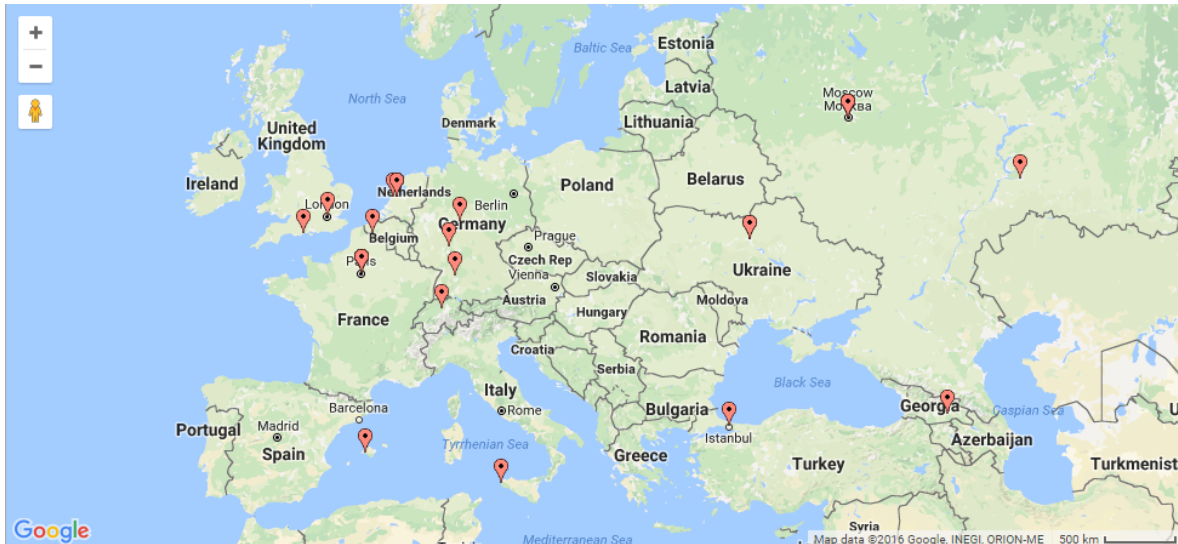 +
−
Baltic Sea
Estonia
Latvia
Moscow
Москва
North Sea
Denmark
Lithuania
United
Kingdom
Ireland
Netherlands
Poland
Belarus
Berlin
London
Germany
Belgium
Prague
Czech Rep
Paris
Vienna
Slovakia
Ukraine
Austria
Hungary
Moldova
France
Romania
Croatia
Serbia
Black Sea
Italy
Barcelona
Rome
Bulgaria
Georgia
Caspian Sea
Portugal
Madrid
Spain
Tyrrhenian Sea
Istanbul
Azerbaijan
Greece
Turkey
Turkmenist
U
Syria
Google
Mediterranean Sea
Map data ©2016 Google, INEGI, ORION-ME 500 km